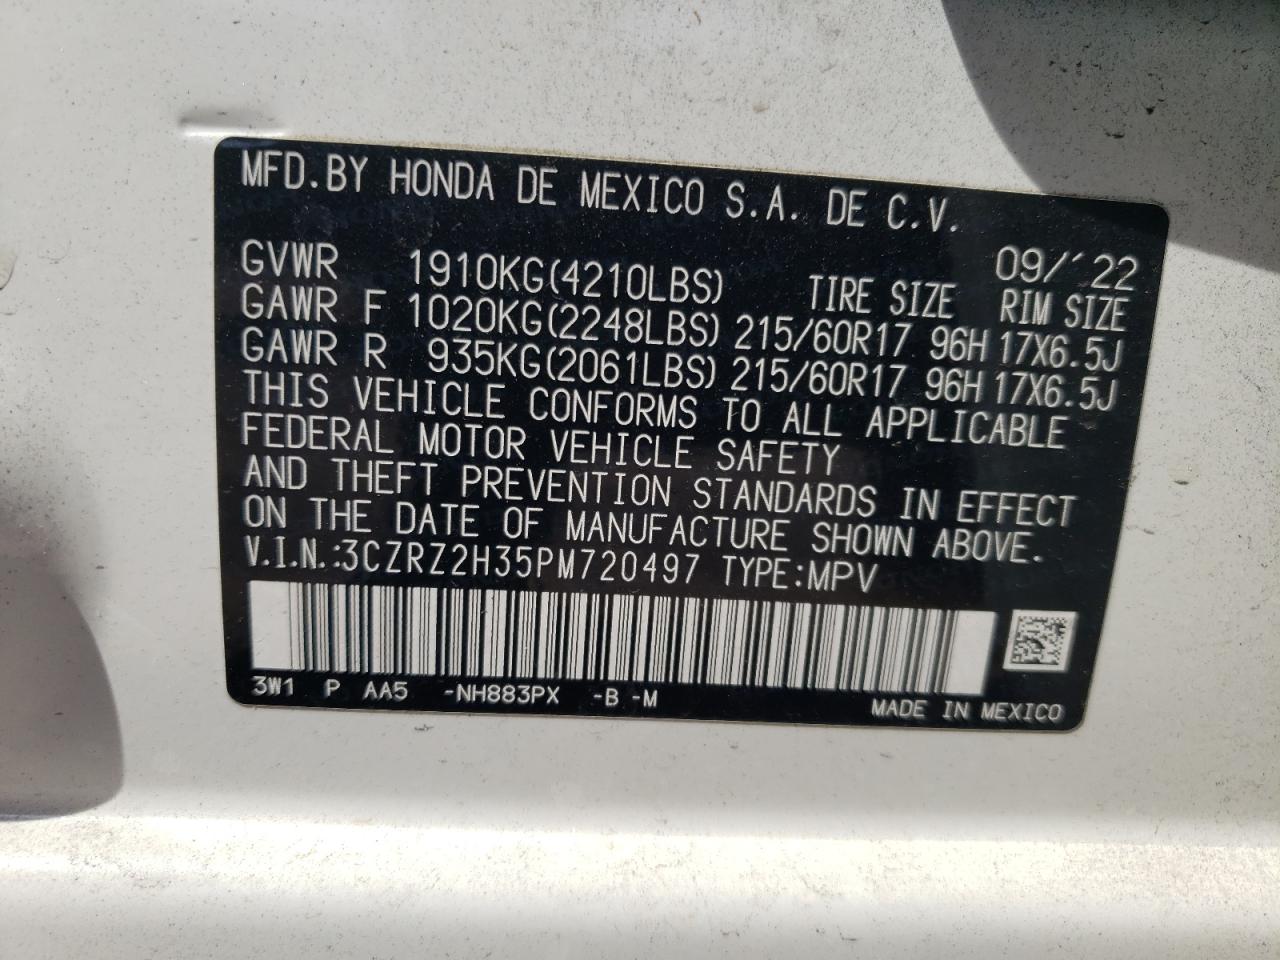 MFD.BY HONDA DE MEXICO S.A. DE C.V.
09/'22
GVWR 1910KG(4210LBS) TIRE SIZE RIM SIZE
GAWR F 1020KG(2248LBS) 215/60R17 96H 17X6.5J
GAWR R 935KG(2061LBS) 215/60R17 96H 17X6.5J
THIS VEHICLE CONFORMS TO ALL APPLICABLE
FEDERAL MOTOR VEHICLE SAFETY
AND THEFT PREVENTION STANDARDS IN EFFECT
ON THE DATE OF MANUFACTURE SHOWN ABOVE.
V.I.N.:3CZRZ2H35PM720497 TYPE:MPV
3W1 P AA5 -NH883PX -B -M MADE IN MEXICO